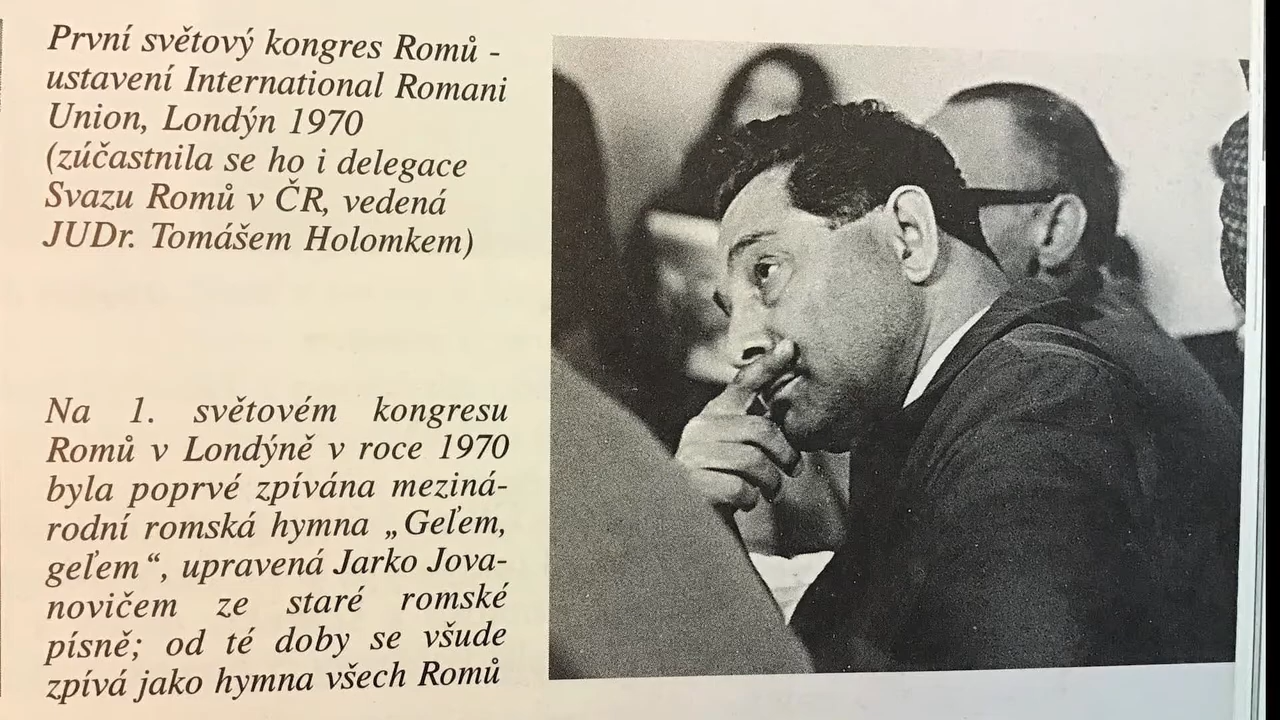 První světový kongres Romů -
ustavení International Romani
Union, Londýn 1970
(zúčastnila se ho i delegace
Svazu Romů v ČR, vedená
JUDr. Tomášem Holomkem)
Na 1. světovém kongresu
Romů v Londýně v roce 1970
byla poprvé zpívána meziná-
rodní romská hymna „Geľem,
geľem“, upravená Jarko Jova-
novičem ze staré romské
písně; od té doby se všude
zpívá jako hymna všech Romů